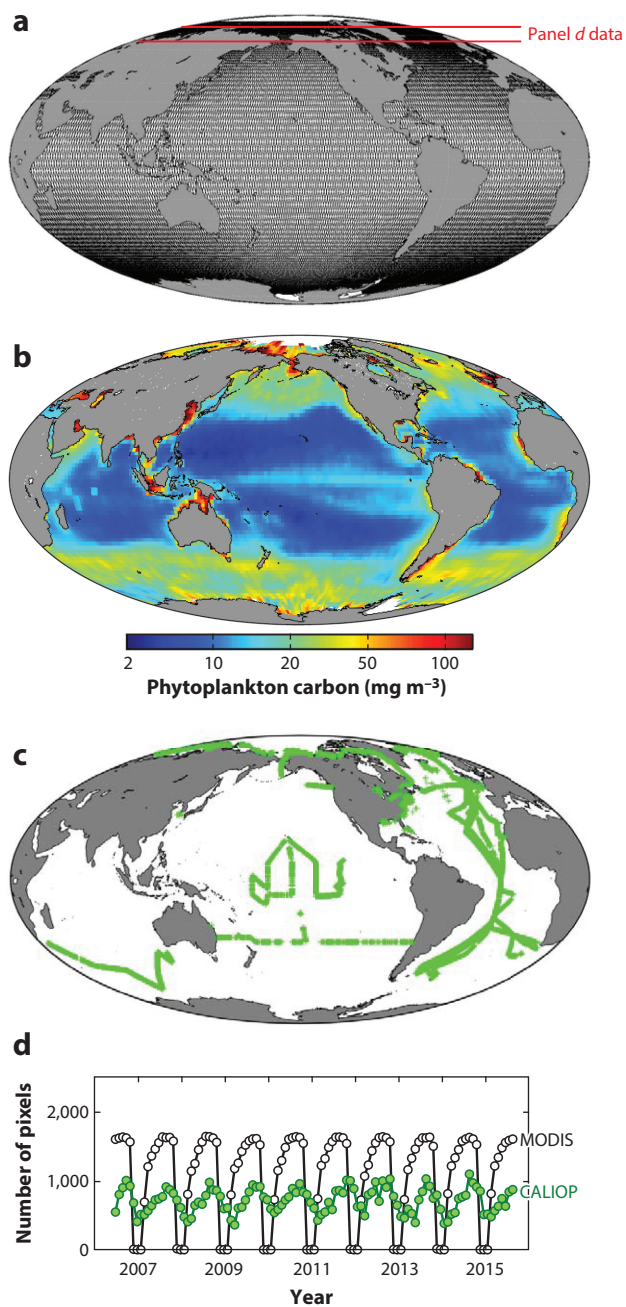 a
Panel d data
b
2 10 20 50 100
Phytoplankton carbon (mg m⁻³)
c
d
Number of pixels
2,000
1,000
0
MODIS
CALIOP
2007 2009 2011 2013 2015
Year